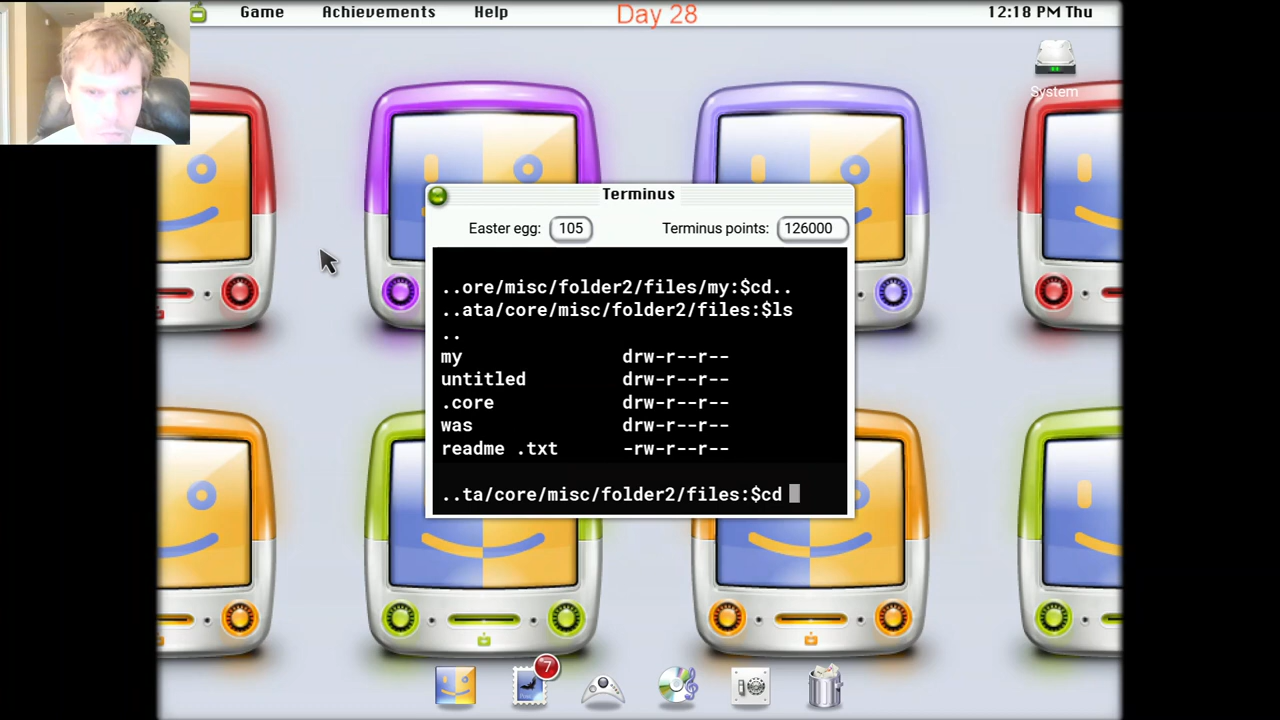 Game Achievements Help Day 28 12:18 PM Thu
System
Terminus
Easter egg: 105 Terminus points: 126000
..ore/misc/folder2/files/my:$cd..
..ata/core/misc/folder2/files:$ls
..
my drw-r--r--
untitled drw-r--r--
.core drw-r--r--
was drw-r--r--
readme .txt -rw-r--r--
..ta/core/misc/folder2/files:$cd
7